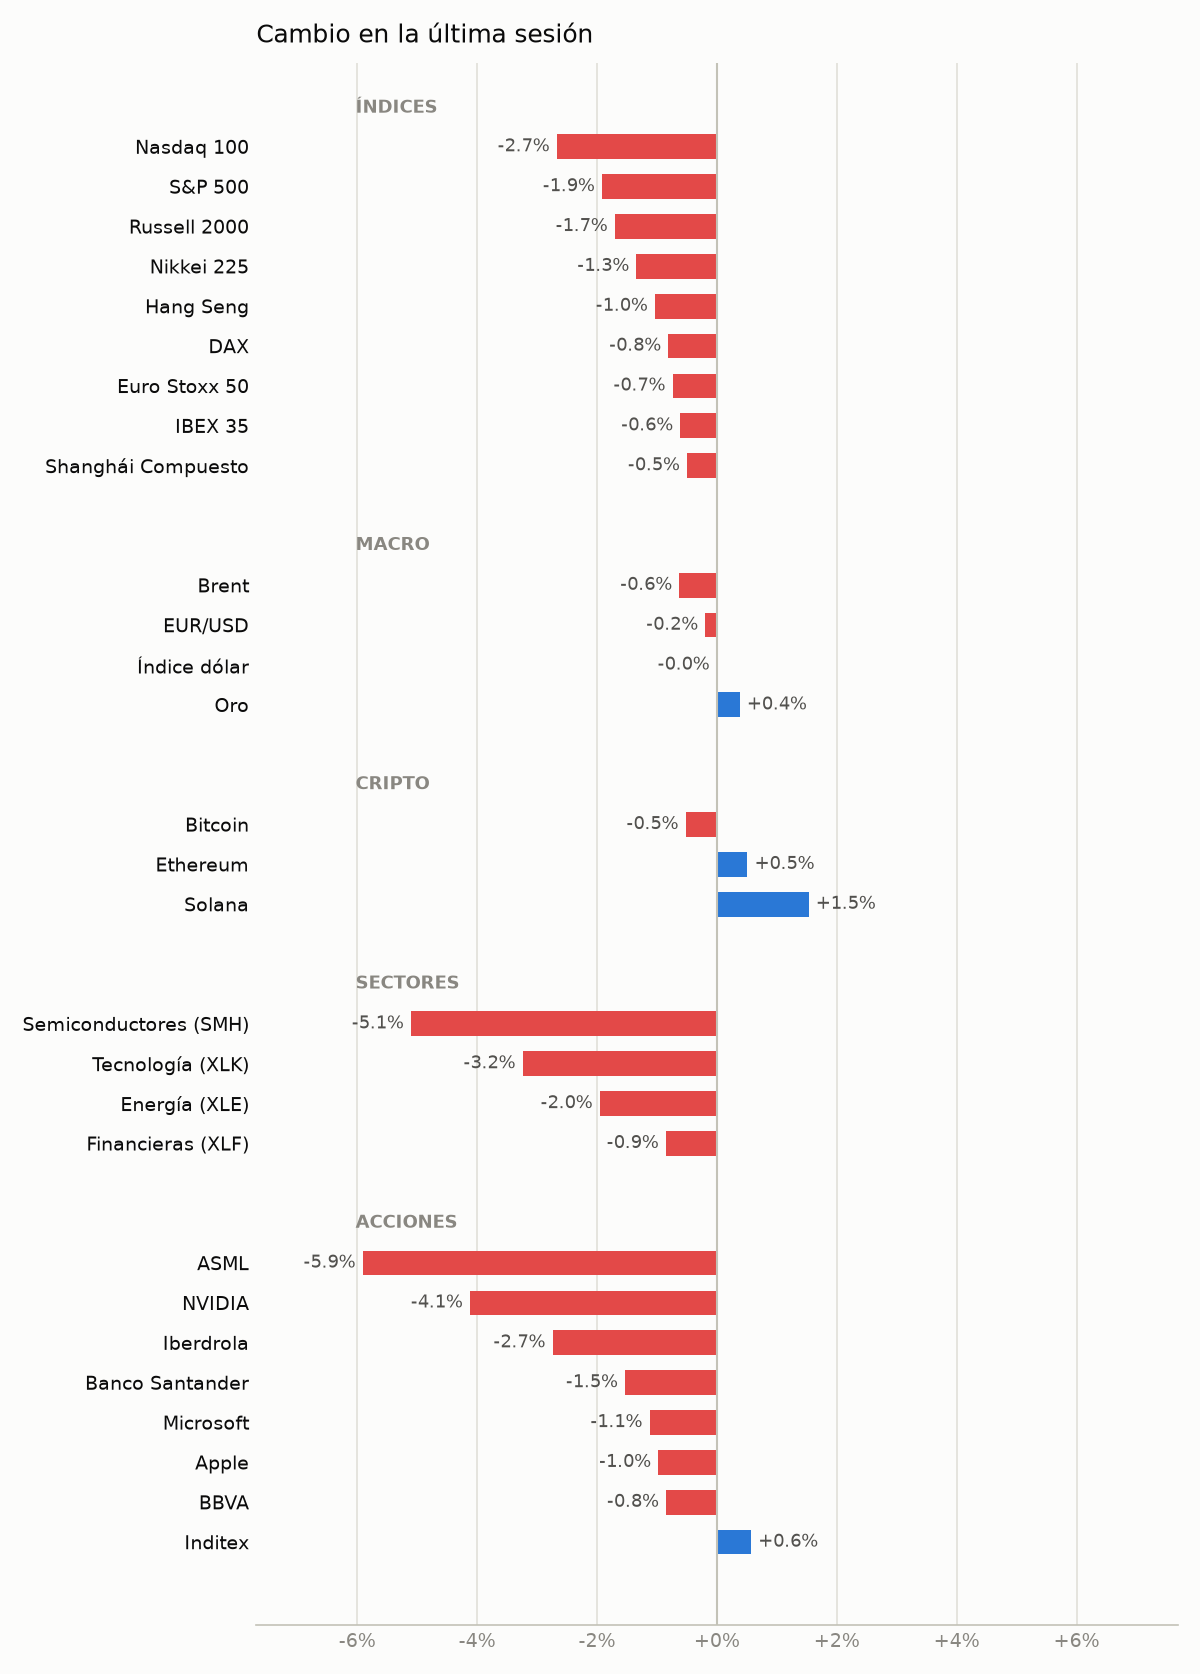 Cambio en la última sesión
ÍNDICES
Nasdaq 100 -2.7%
S&P 500 -1.9%
Russell 2000 -1.7%
Nikkei 225 -1.3%
Hang Seng -1.0%
DAX -0.8%
Euro Stoxx 50 -0.7%
IBEX 35 -0.6%
Shanghái Compuesto -0.5%
MACRO
Brent -0.6%
EUR/USD -0.2%
Índice dólar -0.0%
Oro +0.4%
CRIPTO
Bitcoin -0.5%
Ethereum +0.5%
Solana +1.5%
SECTORES
Semiconductores (SMH) -5.1%
Tecnología (XLK) -3.2%
Energía (XLE) -2.0%
Financieras (XLF) -0.9%
ACCIONES
ASML -5.9%
NVIDIA -4.1%
Iberdrola -2.7%
Banco Santander -1.5%
Microsoft -1.1%
Apple -1.0%
BBVA -0.8%
Inditex +0.6%
-6% -4% -2% +0% +2% +4% +6%